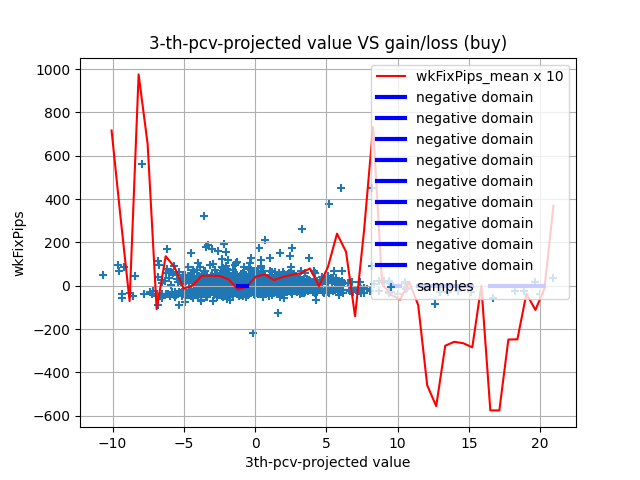 3-th-pcv-projected value VS gain/loss (buy)
wkFixPips
1000
800
600
400
200
0
−200
−400
−600
−10
−5
0
5
10
15
20
3th-pcv-projected value
wkFixPips_mean x 10
negative domain
negative domain
negative domain
negative domain
negative domain
negative domain
negative domain
negative domain
negative domain
samples